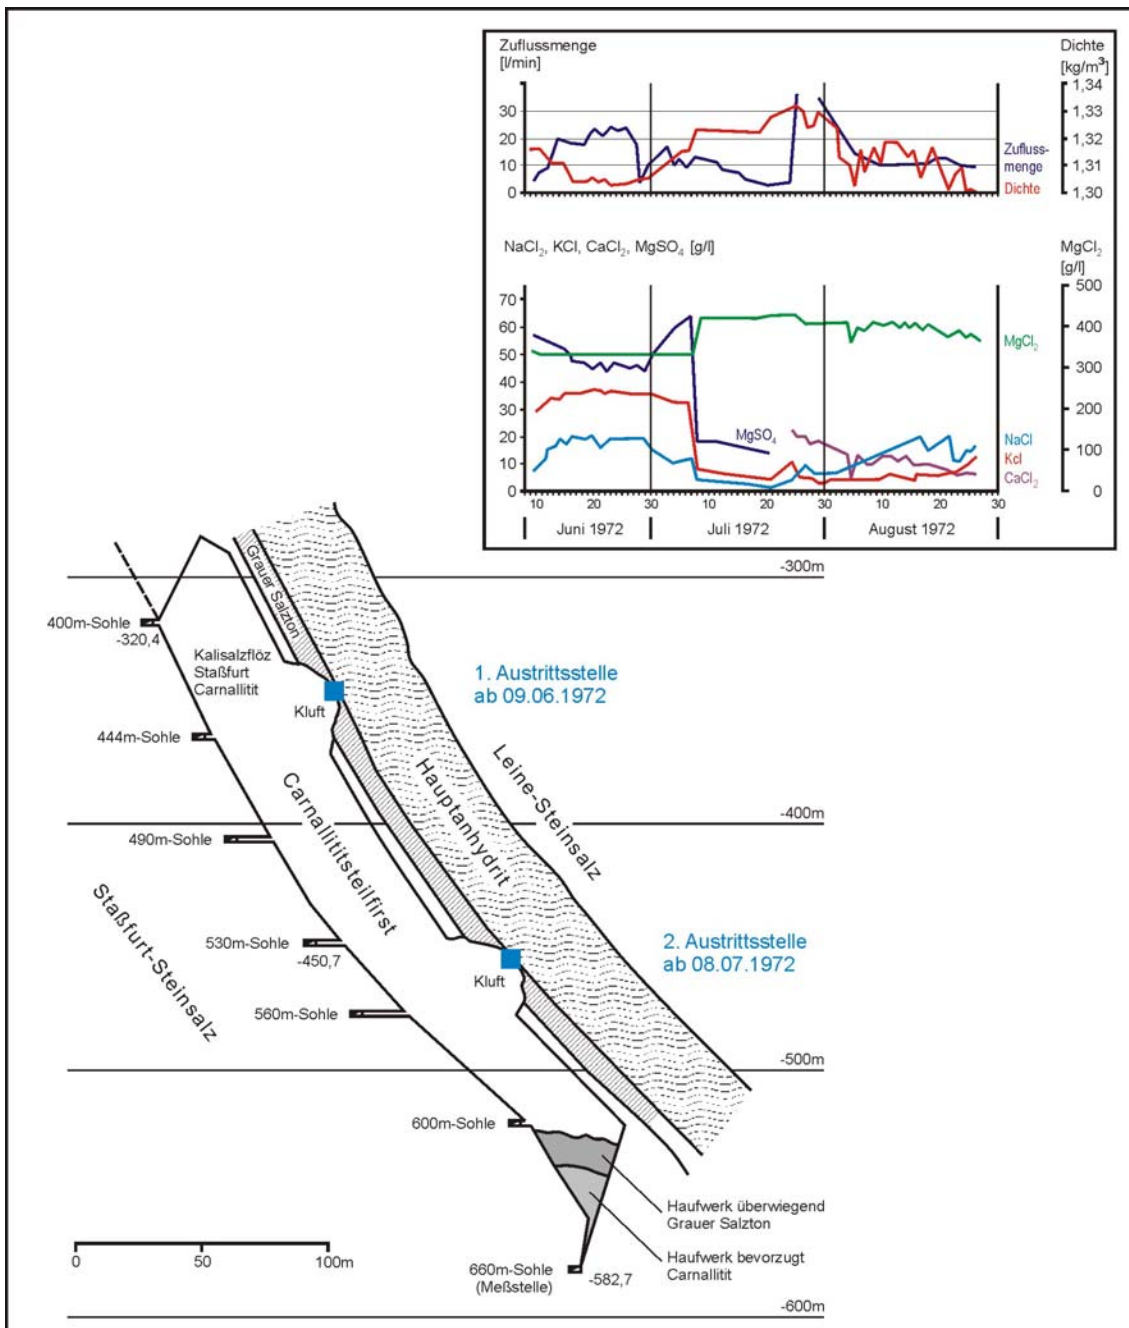 Zuflussmenge
[l/min]
Dichte
[kg/m³]
30
20
10
0
1,34
1,33
1,32
1,31
1,30
Zufluss-
menge
Dichte
NaCl₂, KCl, CaCl₂, MgSO₄ [g/l]
MgCl₂
[g/l]
70
60
50
40
30
20
10
0
500
400
300
200
100
0
MgCl₂
MgSO₄
NaCl
Kcl
CaCl₂
10 20 30 10 20 30 10 20 30
Juni 1972 Juli 1972 August 1972
-300m
Grauer Salzton
400m-Sohle
-320,4
Kalisalzflöz
Staßfurt
Carnallitit
1. Austrittsstelle
ab 09.06.1972
Kluft
444m-Sohle
Leine-Steinsalz
Hauptanhydrit
Carnallititsteilfirst
-400m
490m-Sohle
Staßfurt-Steinsalz
530m-Sohle
-450,7
2. Austrittsstelle
ab 08.07.1972
Kluft
560m-Sohle
-500m
600m-Sohle
Haufwerk überwiegend
Grauer Salzton
Haufwerk bevorzugt
Carnallitit
0 50 100m
660m-Sohle
(Meßstelle)
-582,7
-600m